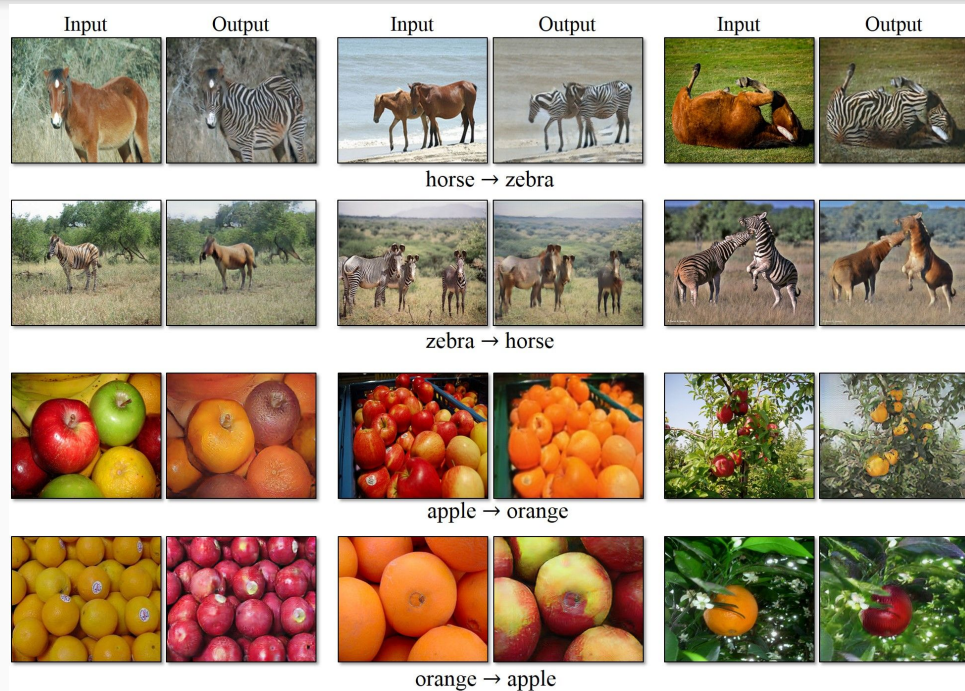 Input Output Input Output Input Output
horse → zebra
zebra → horse
apple → orange
orange → apple